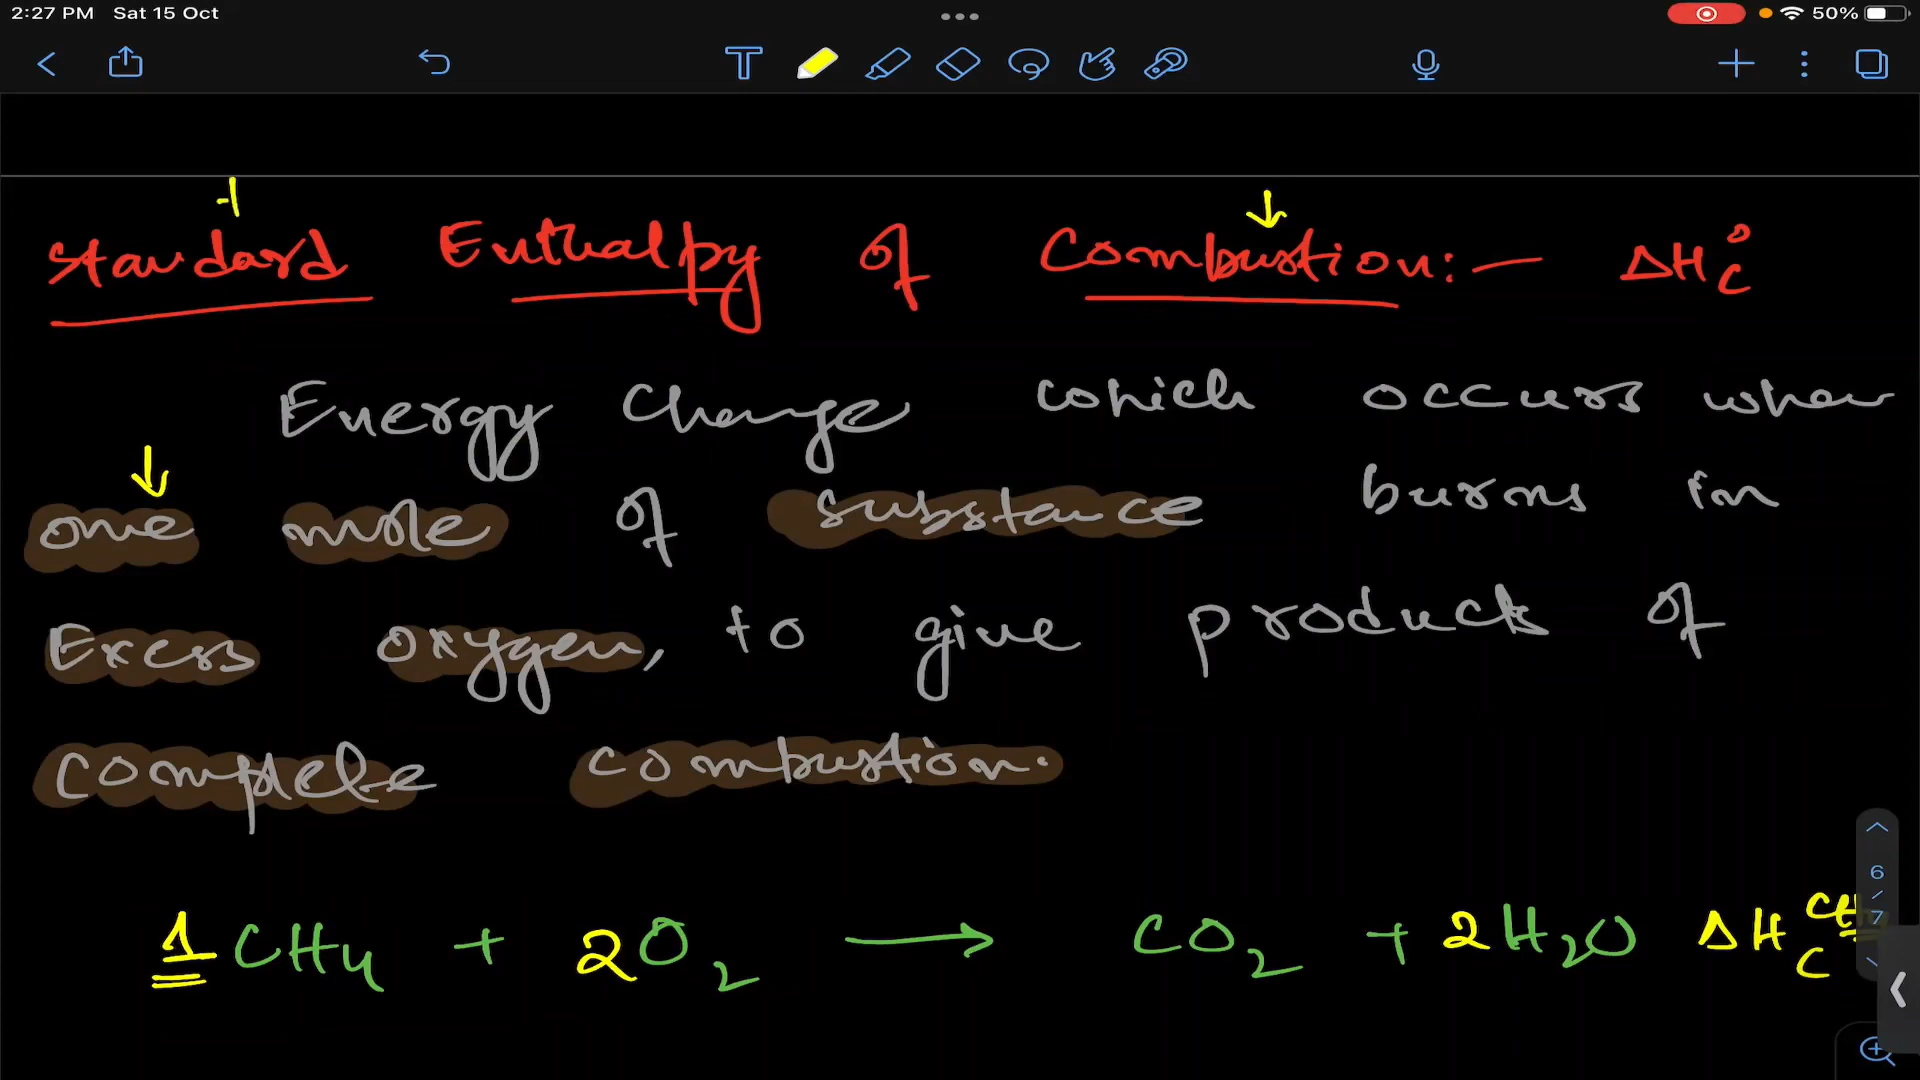 2:27 PM Sat 15 Oct
50%
T
Standard Enthalpy of Combustion:— ΔH°C
Energy Change which occurs when
one mole of substance burns in
Excess oxygen, to give products of
complete combustion.
1 CH4 + 2O2 → CO2 + 2H2O ΔHC
6
7